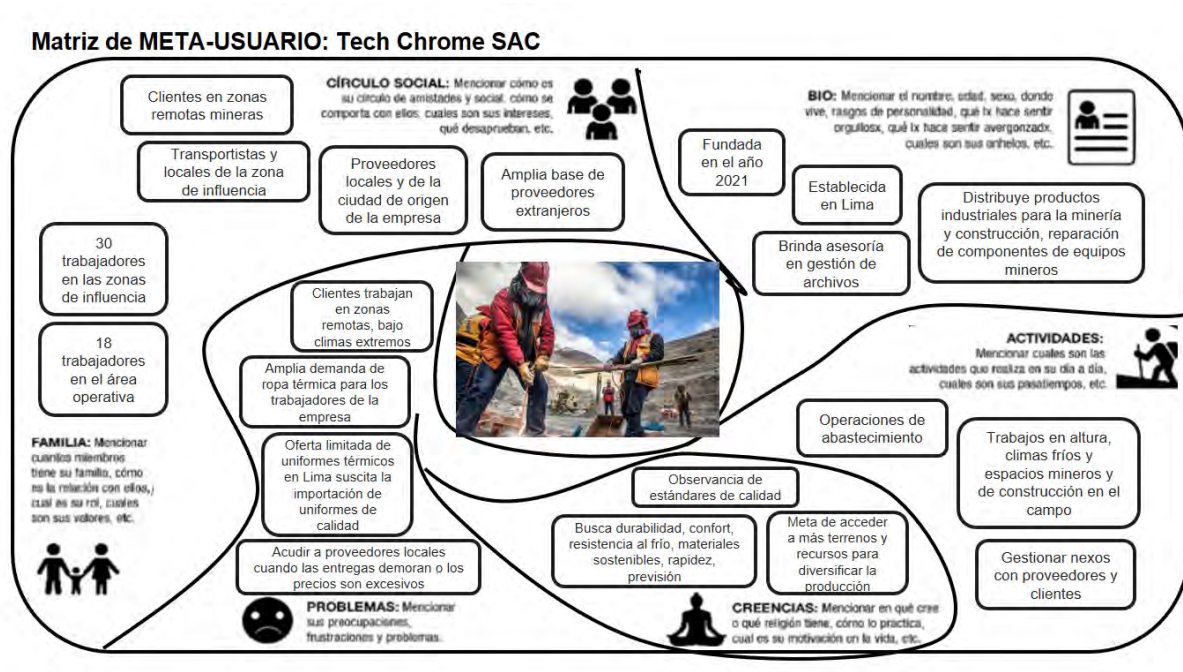 Matriz de META-USUARIO: Tech Chrome SAC
CÍRCULO SOCIAL: Mencionar cómo es
su círculo de amistades y social, cómo se
comporta con ellos, cuales son sus intereses,
qué desaprueban, etc.
Clientes en zonas
remotas mineras
Transportistas y
locales de la zona
de influencia
Proveedores
locales y de la
ciudad de origen
de la empresa
Amplia base de
proveedores
extranjeros
BIO: Mencionar el nombre, edad, sexo, donde
vive, rasgos de personalidad, qué lx hace sentir
orgullosx, qué lx hace sentir avergonzadx,
cuales son sus anhelos, etc.
Fundada
en el año
2021
Establecida
en Lima
Distribuye productos
industriales para la minería
y construcción, reparación
de componentes de equipos
mineros
Brinda asesoría
en gestión de
archivos
30
trabajadores
en las zonas
de influencia
18
trabajadores
en el área
operativa
FAMILIA: Mencionar
cuantos miembros
tiene su familia, cómo
es la relación con ellos,
cual es su rol, cuales
son sus valores, etc.
Clientes trabajan
en zonas
remotas, bajo
climas extremos
Amplia demanda de
ropa térmica para los
trabajadores de la
empresa
Oferta limitada de
uniformes térmicos
en Lima suscita la
importación de
uniformes de
calidad
Acudir a proveedores locales
cuando las entregas demoran o los
precios son excesivos
PROBLEMAS: Mencionar
sus preocupaciones,
frustraciones y problemas.
ACTIVIDADES:
Mencionar cuales son las
actividades que realiza en su día a día,
cuales son sus pasatiempos, etc.
Operaciones de
abastecimiento
Trabajos en altura,
climas fríos y
espacios mineros y
de construcción en el
campo
Gestionar nexos
con proveedores y
clientes
Observancia de
estándares de calidad
Busca durabilidad, confort,
resistencia al frío, materiales
sostenibles, rapidez,
previsión
Meta de acceder
a más terrenos y
recursos para
diversificar la
producción
CREENCIAS: Mencionar en qué cree
o qué religión tiene, cómo lo practica,
cual es su motivación en la vida, etc.